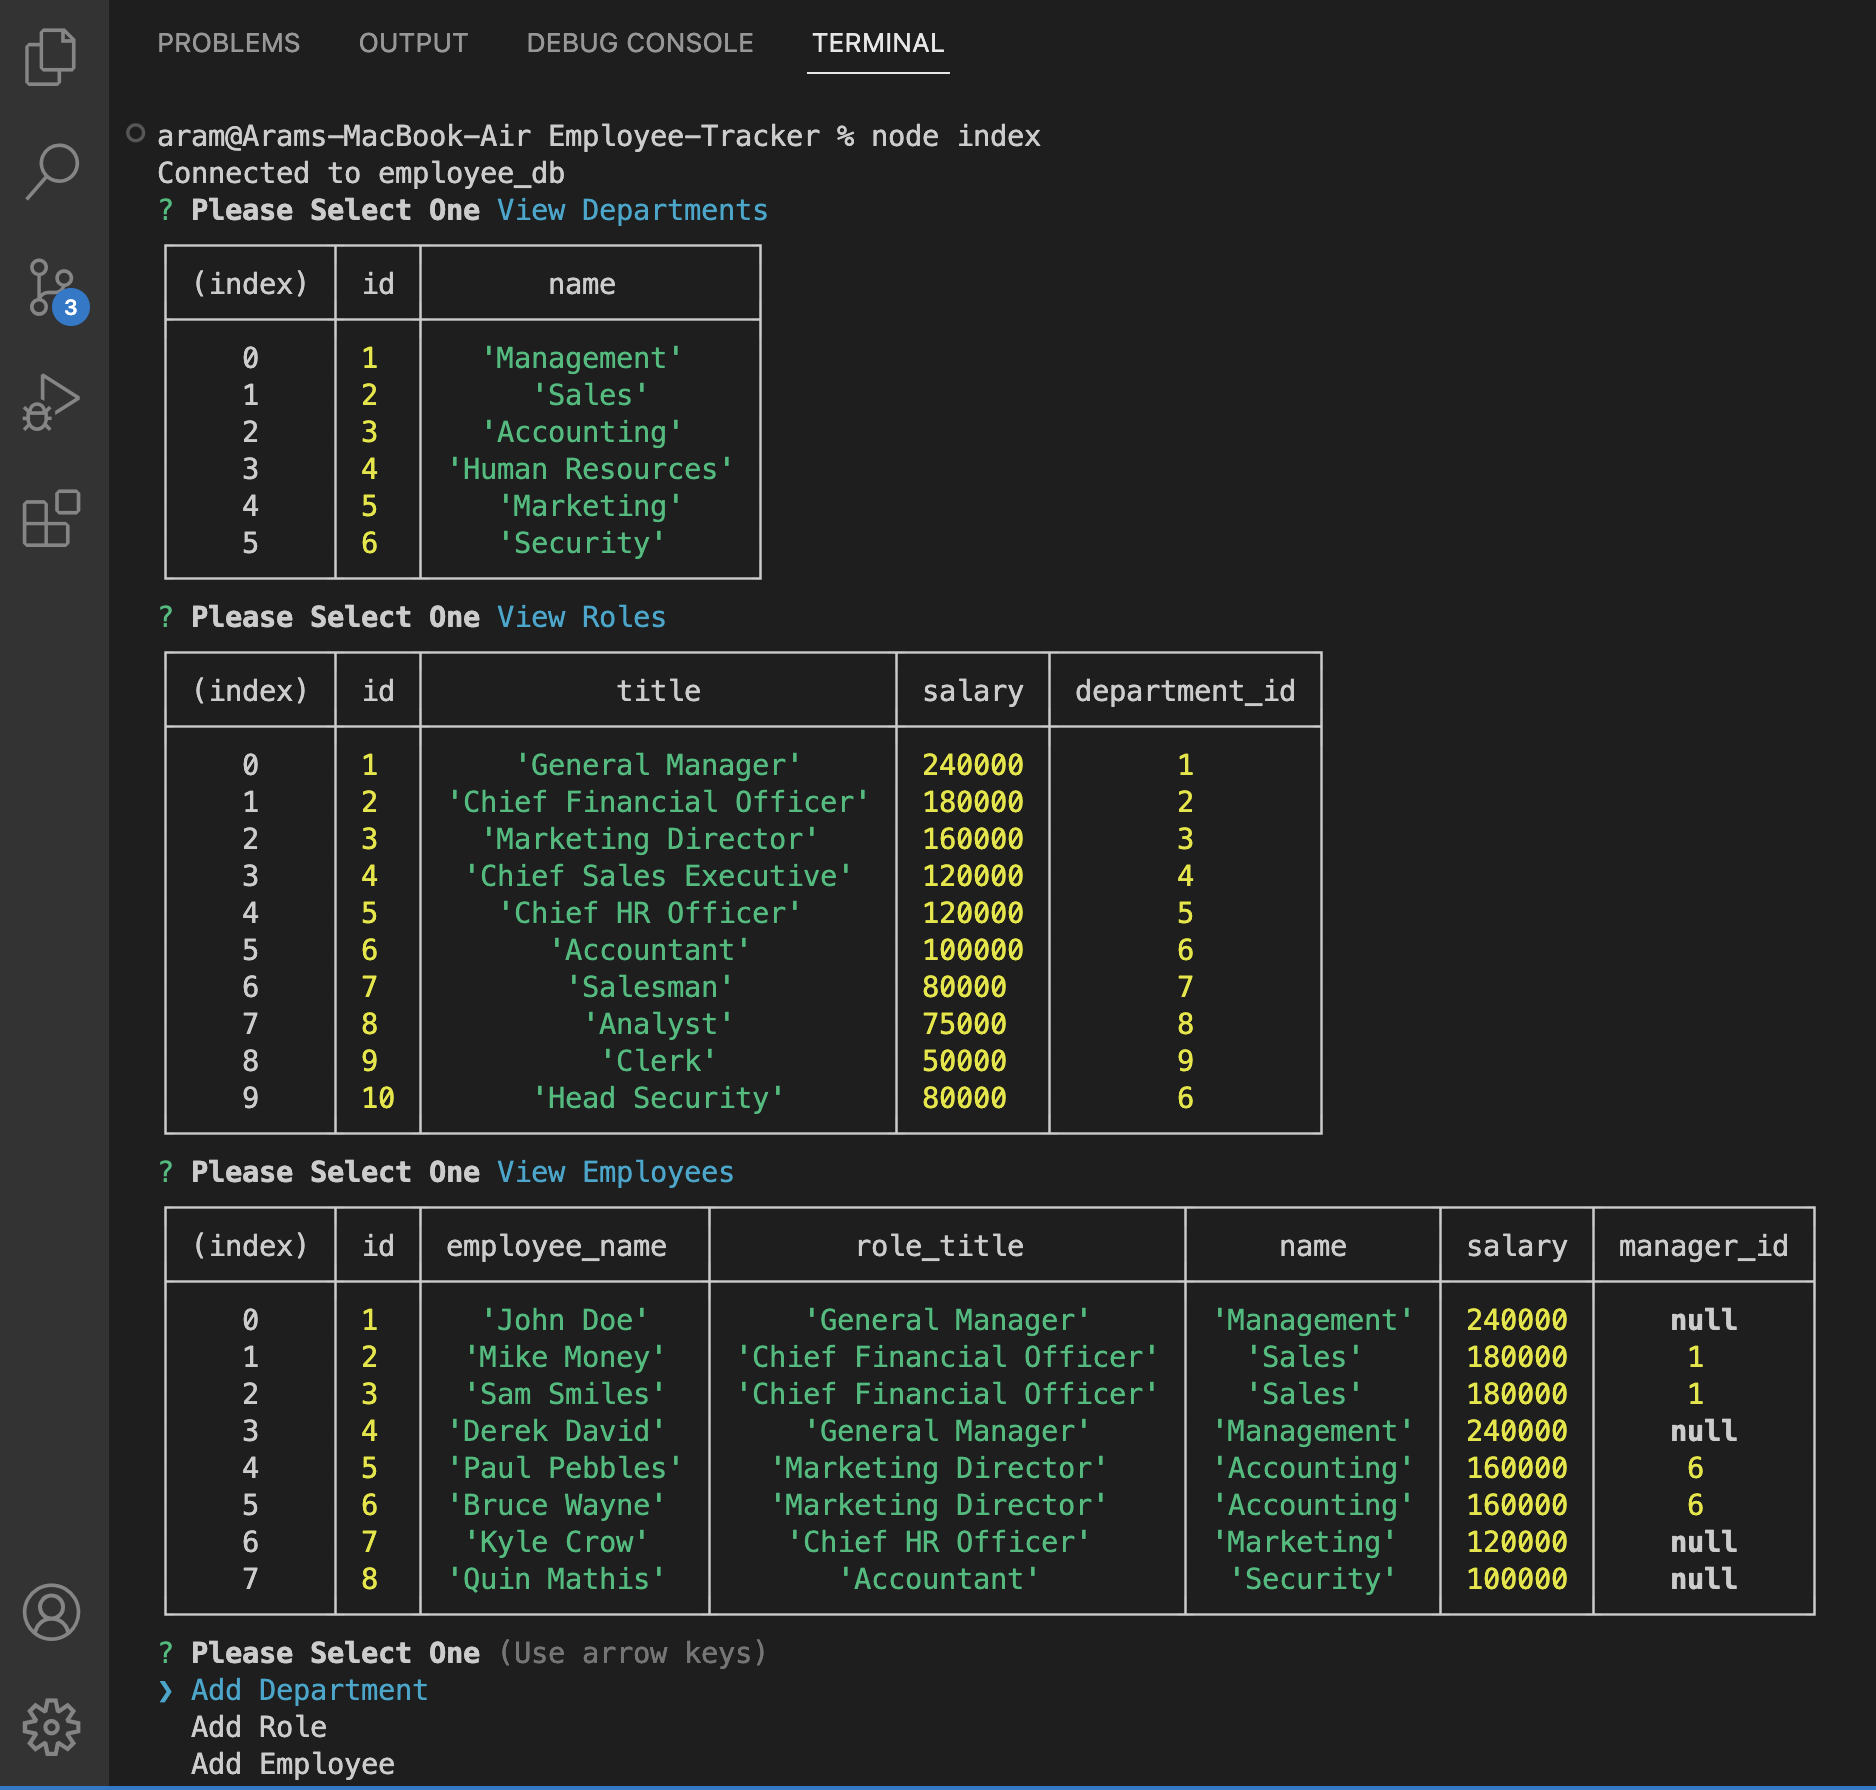 PROBLEMS OUTPUT DEBUG CONSOLE TERMINAL
aram@Arams-MacBook-Air Employee-Tracker % node index
Connected to employee_db
? Please Select One View Departments
(index) id name
0 1 'Management'
1 2 'Sales'
2 3 'Accounting'
3 4 'Human Resources'
4 5 'Marketing'
5 6 'Security'
? Please Select One View Roles
(index) id title salary department_id
0 1 'General Manager' 240000 1
1 2 'Chief Financial Officer' 180000 2
2 3 'Marketing Director' 160000 3
3 4 'Chief Sales Executive' 120000 4
4 5 'Chief HR Officer' 120000 5
5 6 'Accountant' 100000 6
6 7 'Salesman' 80000 7
7 8 'Analyst' 75000 8
8 9 'Clerk' 50000 9
9 10 'Head Security' 80000 6
? Please Select One View Employees
(index) id employee_name role_title name salary manager_id
0 1 'John Doe' 'General Manager' 'Management' 240000 null
1 2 'Mike Money' 'Chief Financial Officer' 'Sales' 180000 1
2 3 'Sam Smiles' 'Chief Financial Officer' 'Sales' 180000 1
3 4 'Derek David' 'General Manager' 'Management' 240000 null
4 5 'Paul Pebbles' 'Marketing Director' 'Accounting' 160000 6
5 6 'Bruce Wayne' 'Marketing Director' 'Accounting' 160000 6
6 7 'Kyle Crow' 'Chief HR Officer' 'Marketing' 120000 null
7 8 'Quin Mathis' 'Accountant' 'Security' 100000 null
? Please Select One (Use arrow keys)
❯ Add Department
Add Role
Add Employee
3